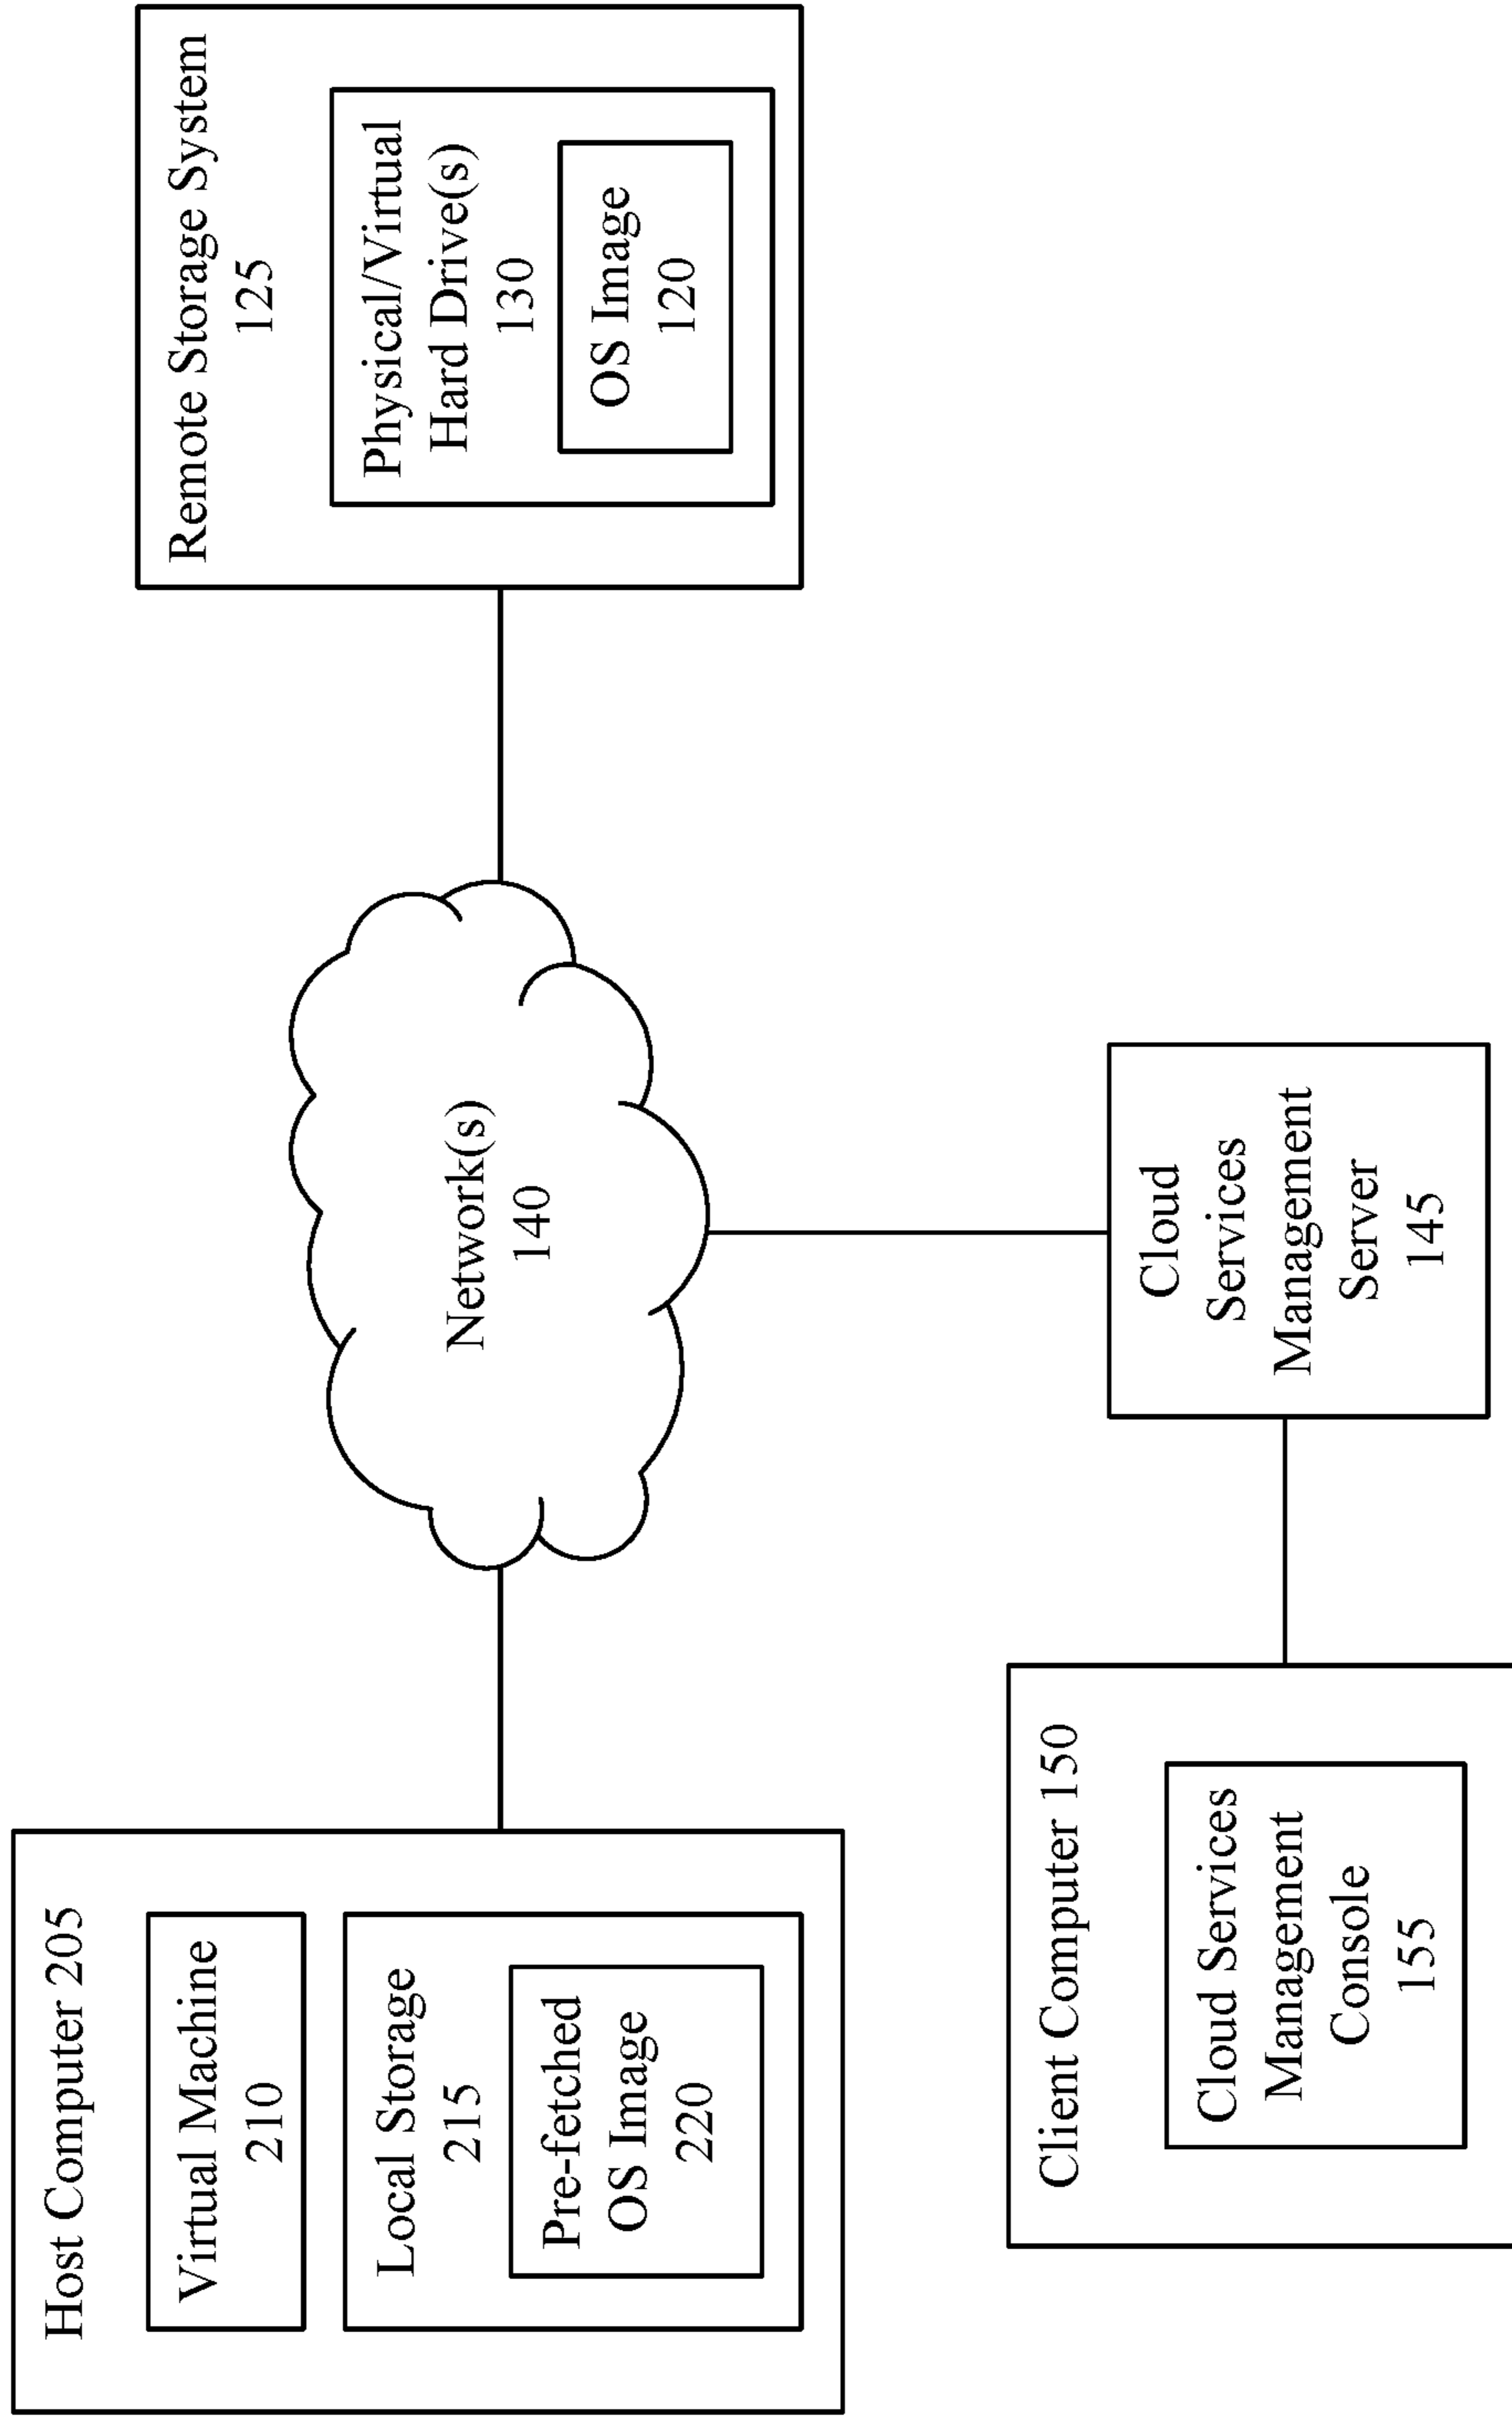 Host Computer 205
Virtual Machine
210
Local Storage
215
Pre-fetched
OS Image
220
Network(s)
140
Remote Storage System
125
Physical/Virtual
Hard Drive(s)
130
OS Image
120
Client Computer 150
Cloud Services
Management
Console
155
Cloud
Services
Management
Server
145